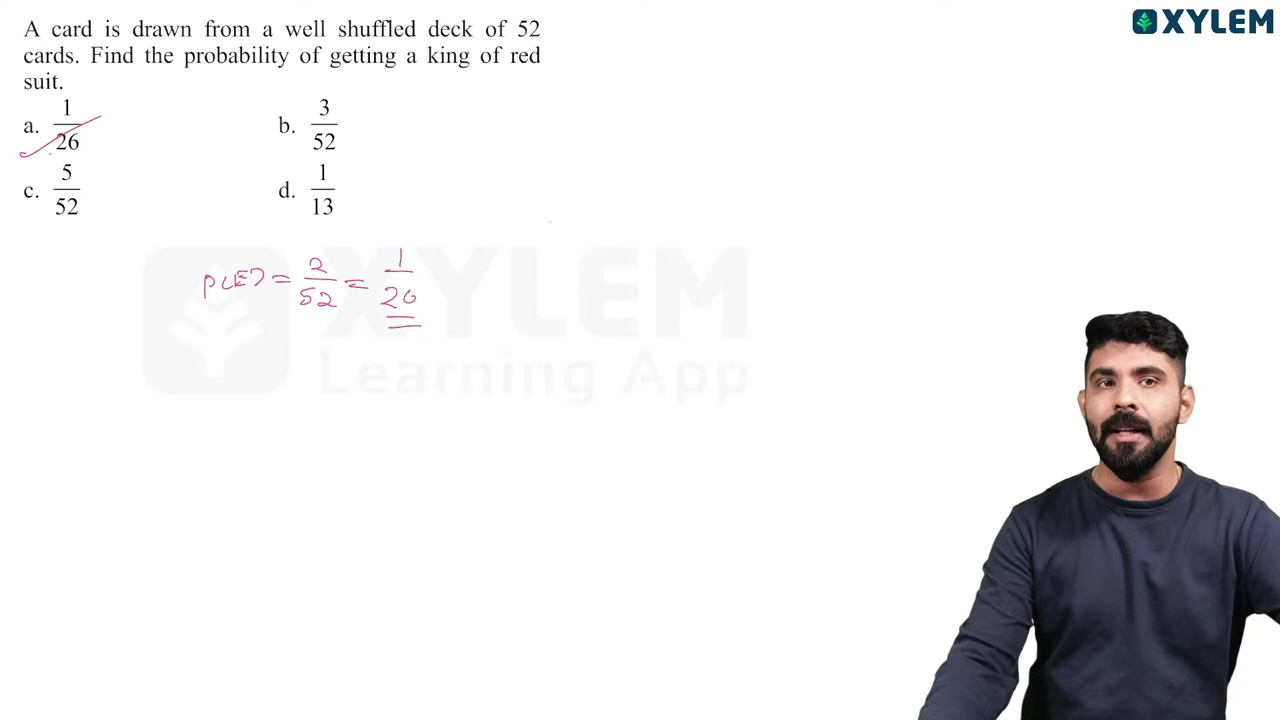 XYLEM
A card is drawn from a well shuffled deck of 52
cards. Find the probability of getting a king of red
suit.
a. 1/26
b. 3/52
c. 5/52
d. 1/13
P(E) = 2/52 = 1/26
XYLEM
Learning App